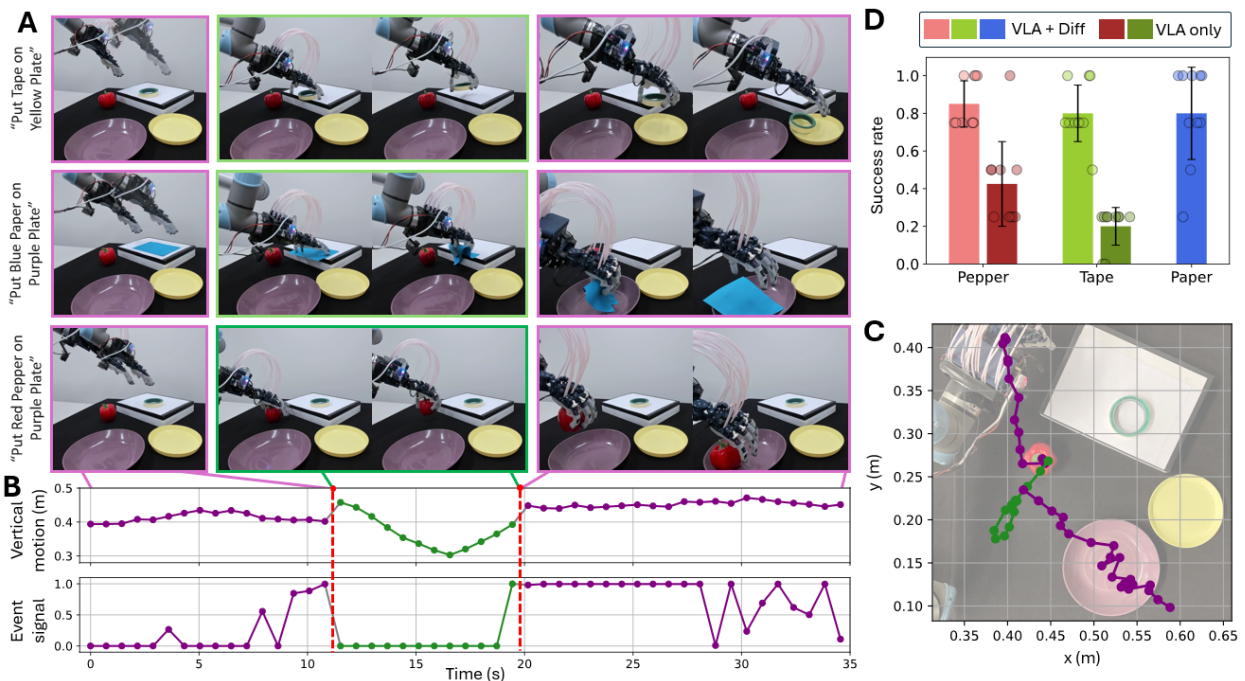 A
"Put Tape on
Yellow Plate"
"Put Blue Paper on
Purple Plate"
"Put Red Pepper on
Purple Plate"
B
Vertical
motion (m)
0.5
0.4
0.3
Event
signal
1.0
0.5
0.0
0 5 10 15 20 25 30 35
Time (s)
D
VLA + Diff VLA only
Success rate
1.0
0.8
0.6
0.4
0.2
0.0
Pepper Tape Paper
C
y (m)
0.40
0.35
0.30
0.25
0.20
0.15
0.10
0.35 0.40 0.45 0.50 0.55 0.60 0.65
x (m)